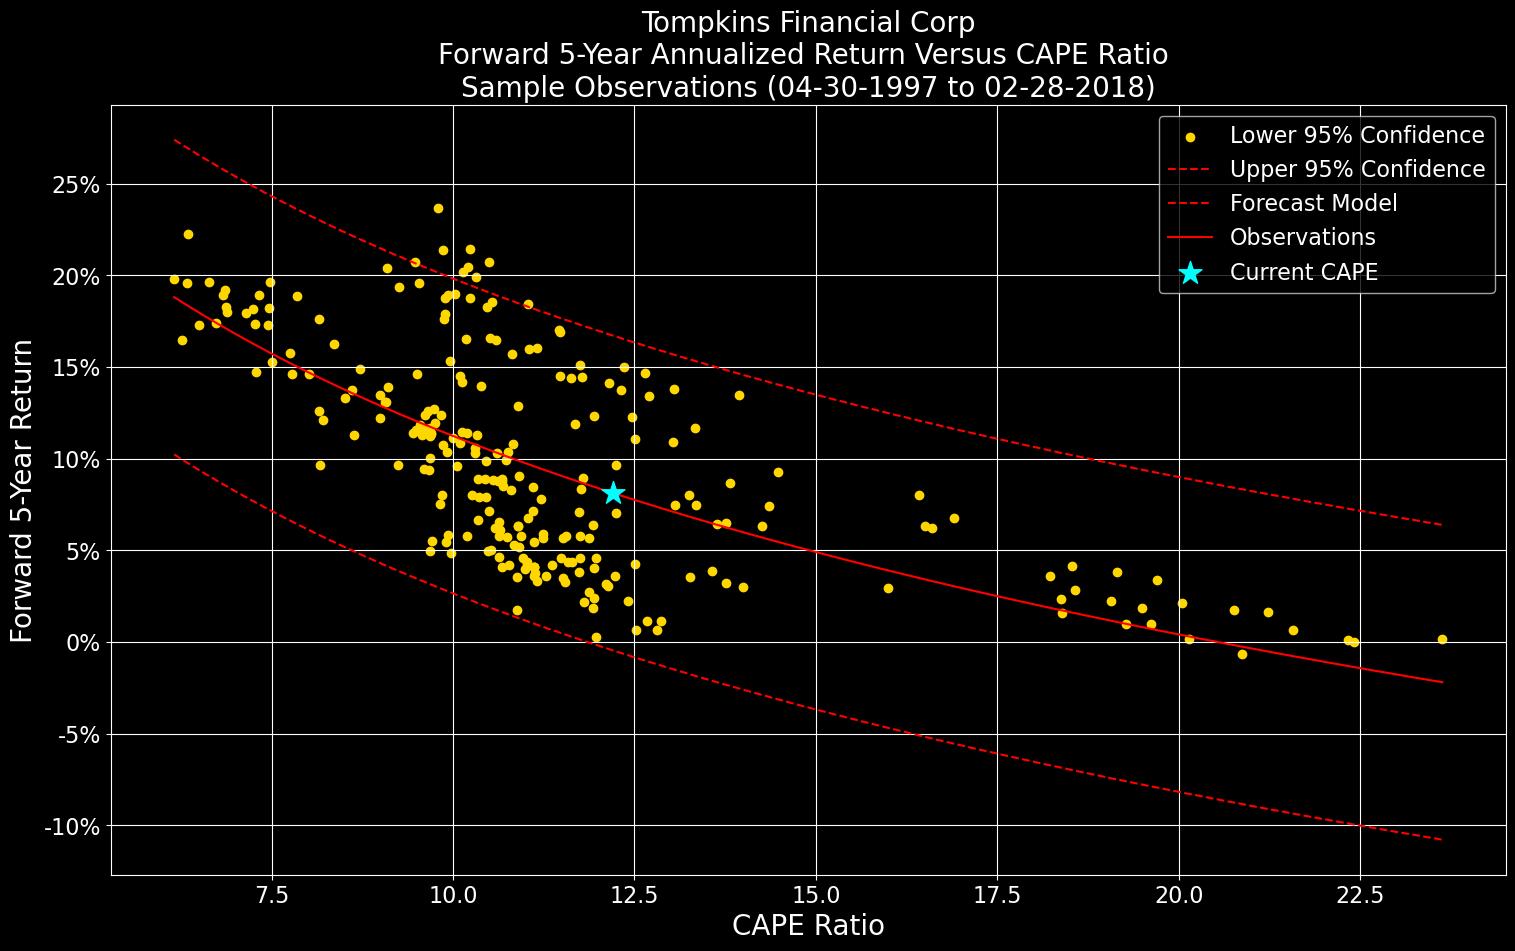 Tompkins Financial Corp
Forward 5-Year Annualized Return Versus CAPE Ratio
Sample Observations (04-30-1997 to 02-28-2018)
Lower 95% Confidence
Upper 95% Confidence
Forecast Model
Observations
Current CAPE
Forward 5-Year Return
25%
20%
15%
10%
5%
0%
-5%
-10%
7.5 10.0 12.5 15.0 17.5 20.0 22.5
CAPE Ratio